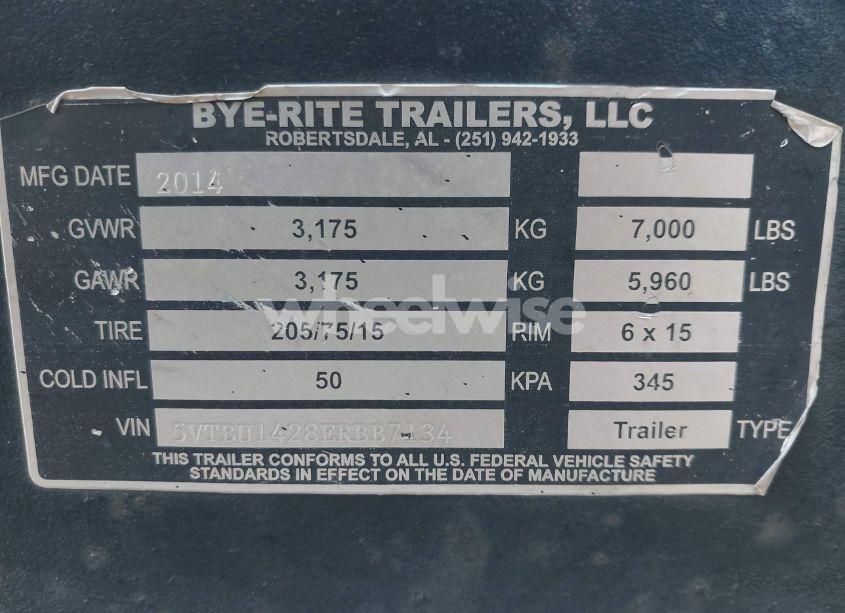 BYE-RITE TRAILERS, LLC
ROBERTSDALE, AL - (251) 942-1933
MFG DATE 2014
GVWR 3,175 KG 7,000 LBS
GAWR 3,175 KG 5,960 LBS
wheelwise
TIRE 205/75/15 RIM 6 x 15
COLD INFL 50 KPA 345
VIN 5VTBU1428ERBB7134 Trailer TYPE
THIS TRAILER CONFORMS TO ALL U.S. FEDERAL VEHICLE SAFETY
STANDARDS IN EFFECT ON THE DATE OF MANUFACTURE